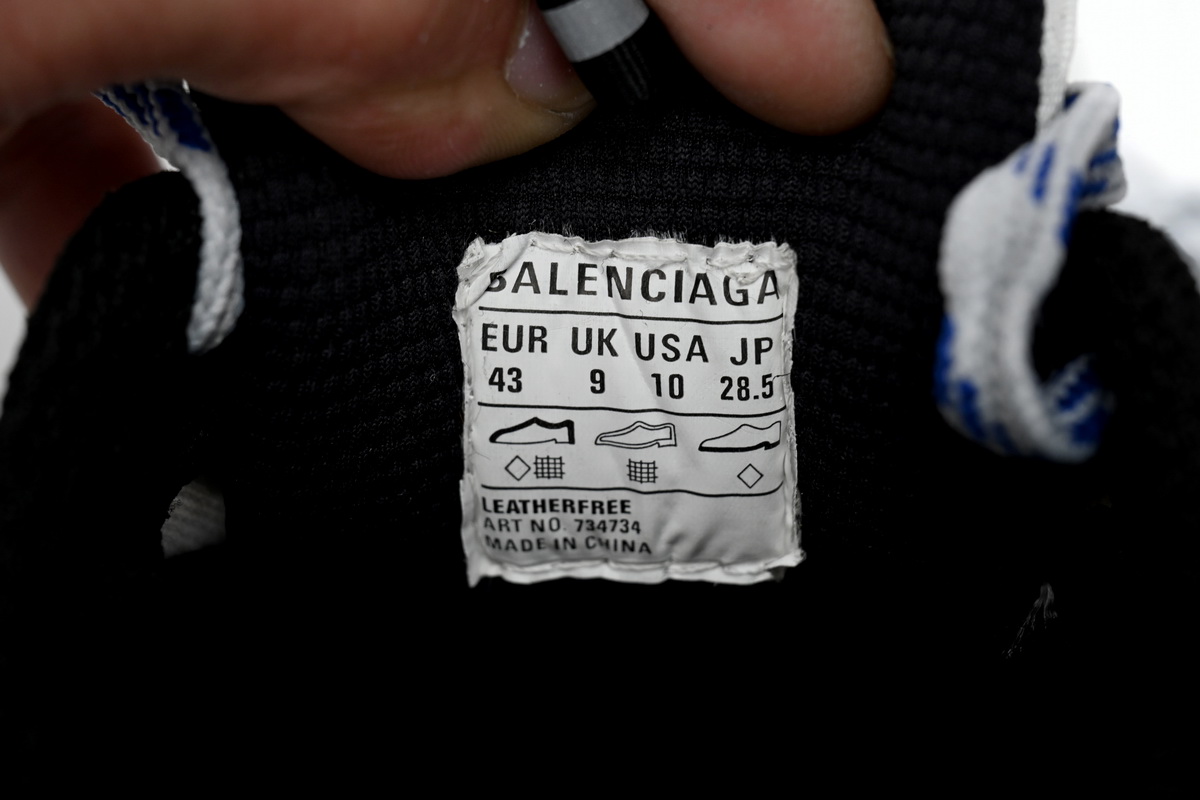 BALENCIAGA
EUR UK USA JP
43 9 10 28.5
LEATHERFREE
ART NO. 734734
MADE IN CHINA